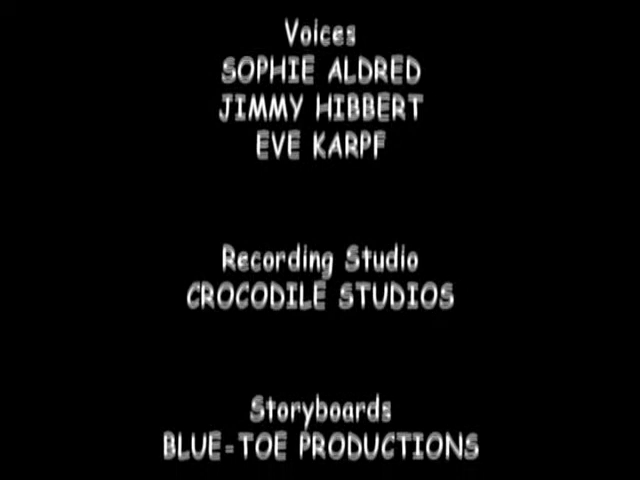 Voices
SOPHIE ALDRED
JIMMY HIBBERT
EVE KARPF
Recording Studio
CROCODILE STUDIOS
Storyboards
BLUE-TOE PRODUCTIONS